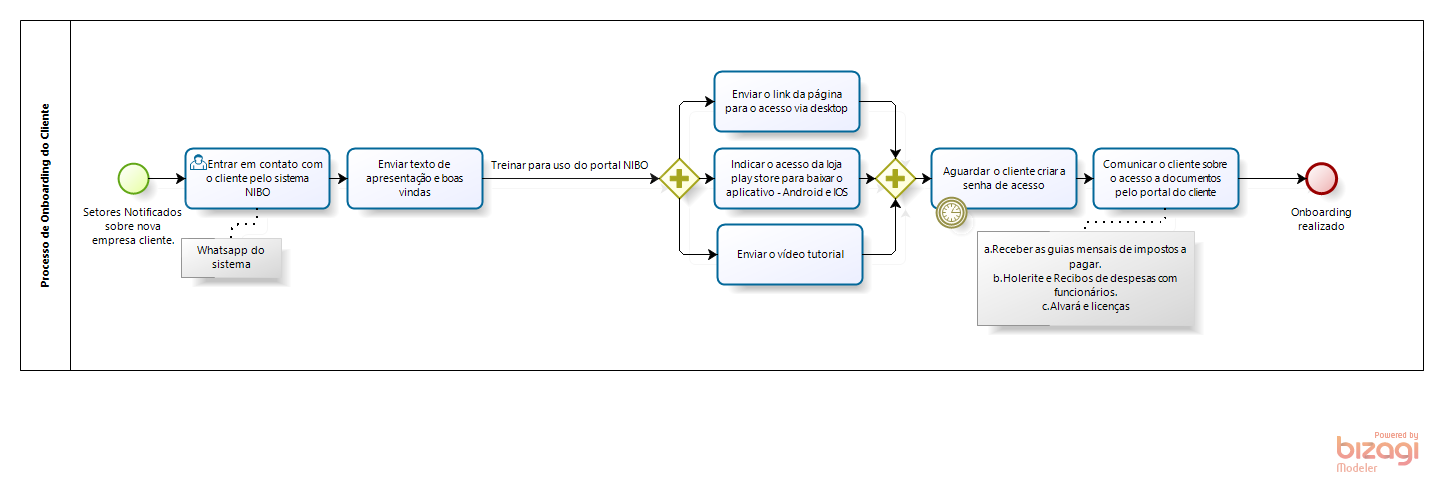 Processo de Onboarding do Cliente
Setores Notificados
sobre nova
empresa cliente.
Entrar em contato com
o cliente pelo sistema
NIBO
Whatsapp do
sistema
Enviar texto de
apresentação e boas
vindas
Treinar para uso do portal NIBO
Enviar o link da página
para o acesso via desktop
Indicar o acesso da loja
play store para baixar o
aplicativo - Android e IOS
Enviar o vídeo tutorial
Aguardar o cliente criar a
senha de acesso
Comunicar o cliente sobre
o acesso a documentos
pelo portal do cliente
a.Receber as guias mensais de impostos a
pagar.
b.Holerite e Recibos de despesas com
funcionários.
c.Alvará e licenças
Onboarding
realizado
Powered by
bizagi
Modeler